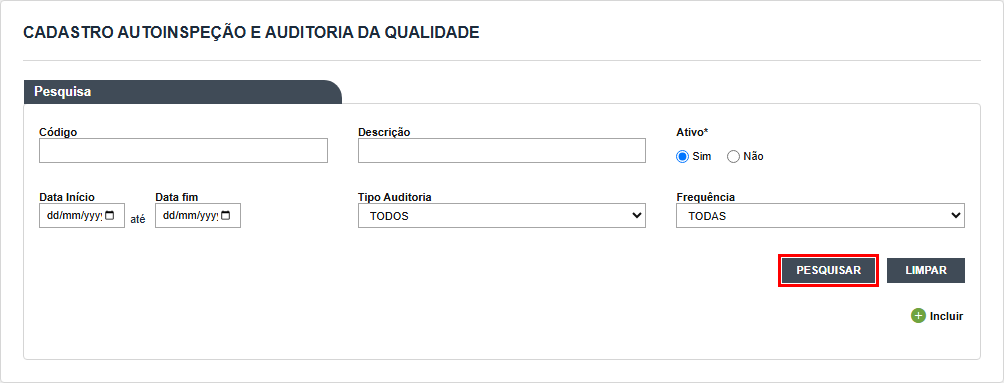 CADASTRO AUTOINSPEÇÃO E AUDITORIA DA QUALIDADE
Pesquisa
Código
Descrição
Ativo*
Sim
Não
Data Início
Data fim
Tipo Auditoria
Frequência
dd/mm/yyyy
até
dd/mm/yyyy
TODOS
TODAS
PESQUISAR
LIMPAR
Incluir